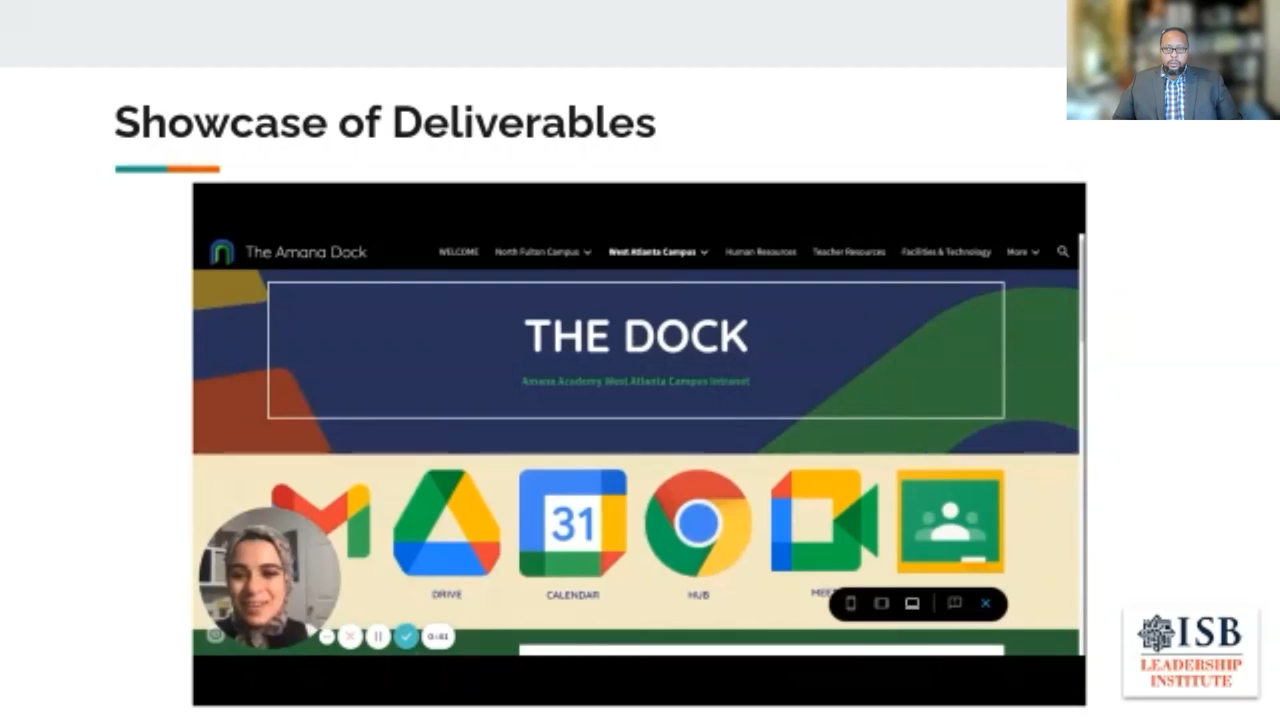 Showcase of Deliverables
The Amana Dock
WELCOME North Fulton Campus West Atlanta Campus Human Resources Teacher Resources Facilities & Technology More
THE DOCK
Amana Academy West Atlanta Campus Intranet
31
DRIVE CALENDAR HUB
0:41
ISB
LEADERSHIP
INSTITUTE